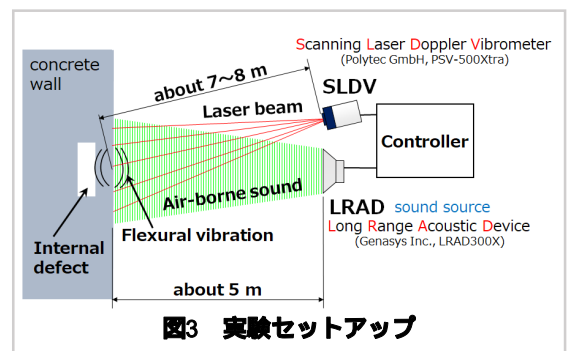 Scanning Laser Doppler Vibrometer
(Polytec GmbH, PSV-500Xtra)
concrete
wall
about 7～8 m
SLDV
Laser beam
Controller
Air-borne sound
LRAD sound source
Long Range Acoustic Device
(Genasys Inc., LRAD300X)
Flexural vibration
Internal
defect
about 5 m
図3 実験セットアップ